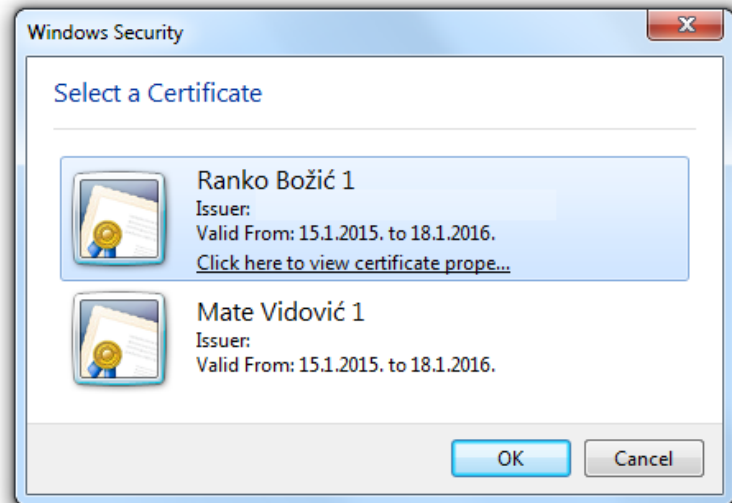 Windows Security
Select a Certificate
Ranko Božić 1
Issuer:
Valid From: 15.1.2015. to 18.1.2016.
Click here to view certificate prope...
Mate Vidović 1
Issuer:
Valid From: 15.1.2015. to 18.1.2016.
OK Cancel